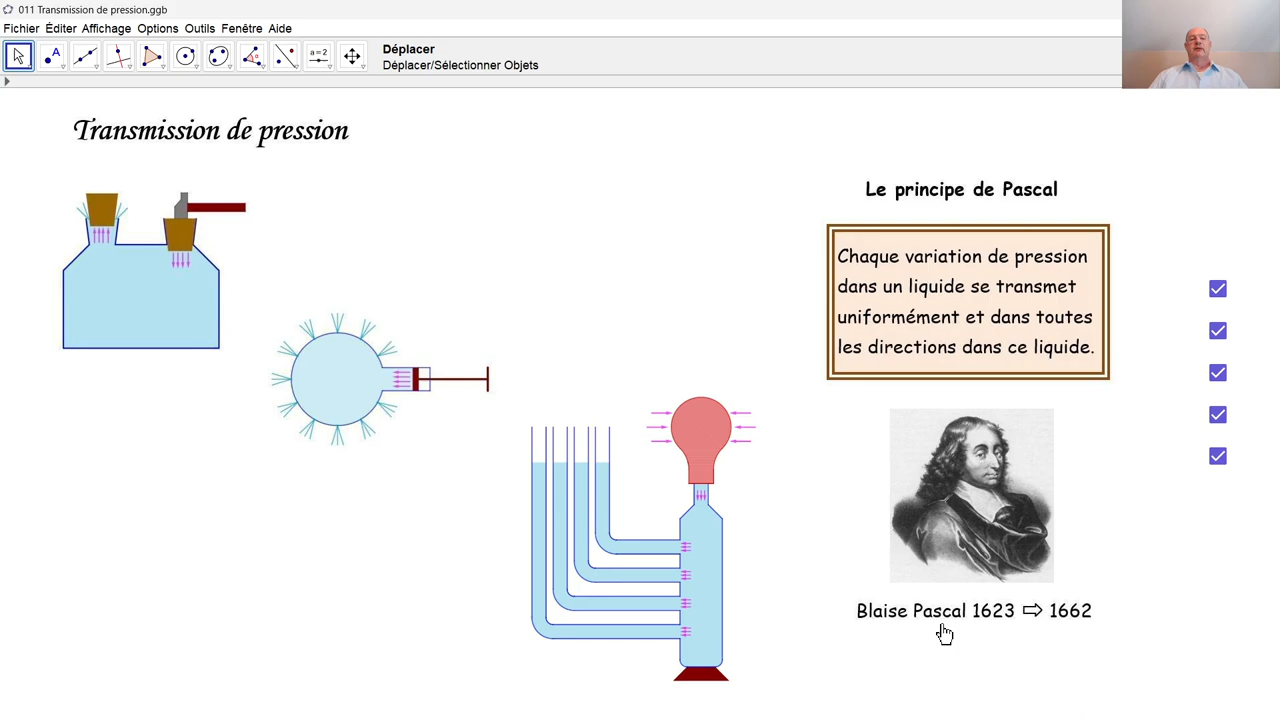 011 Transmission de pression.ggb
Fichier Éditer Affichage Options Outils Fenêtre Aide
A
a=2
Déplacer
Déplacer/Sélectionner Objets
Transmission de pression
Le principe de Pascal
Chaque variation de pression
dans un liquide se transmet
uniformément et dans toutes
les directions dans ce liquide.
Blaise Pascal 1623 ⇨ 1662